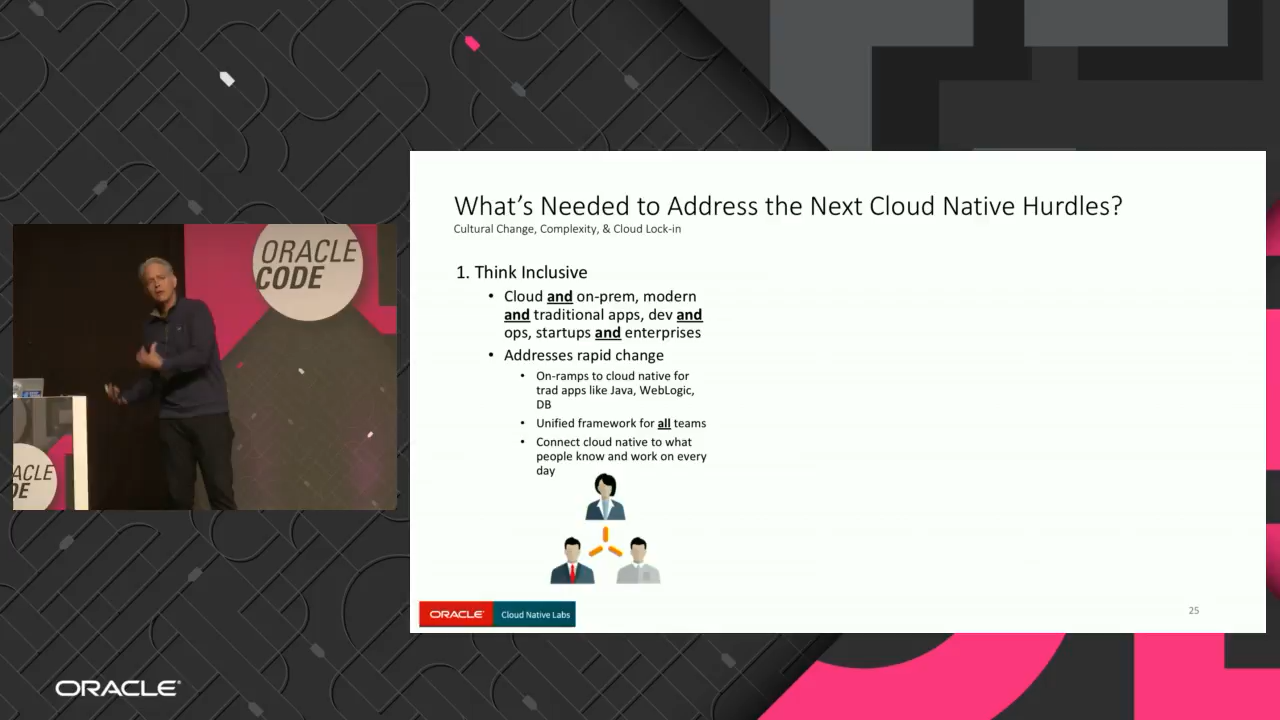 ORACLE
CODE
ACLE
DE
What's Needed to Address the Next Cloud Native Hurdles?
Cultural Change, Complexity, & Cloud Lock-in
1. Think Inclusive
• Cloud and on-prem, modern
and traditional apps, dev and
ops, startups and enterprises
• Addresses rapid change
• On-ramps to cloud native for
trad apps like Java, WebLogic,
DB
• Unified framework for all teams
• Connect cloud native to what
people know and work on every
day
ORACLE® Cloud Native Labs
25
ORACLE®